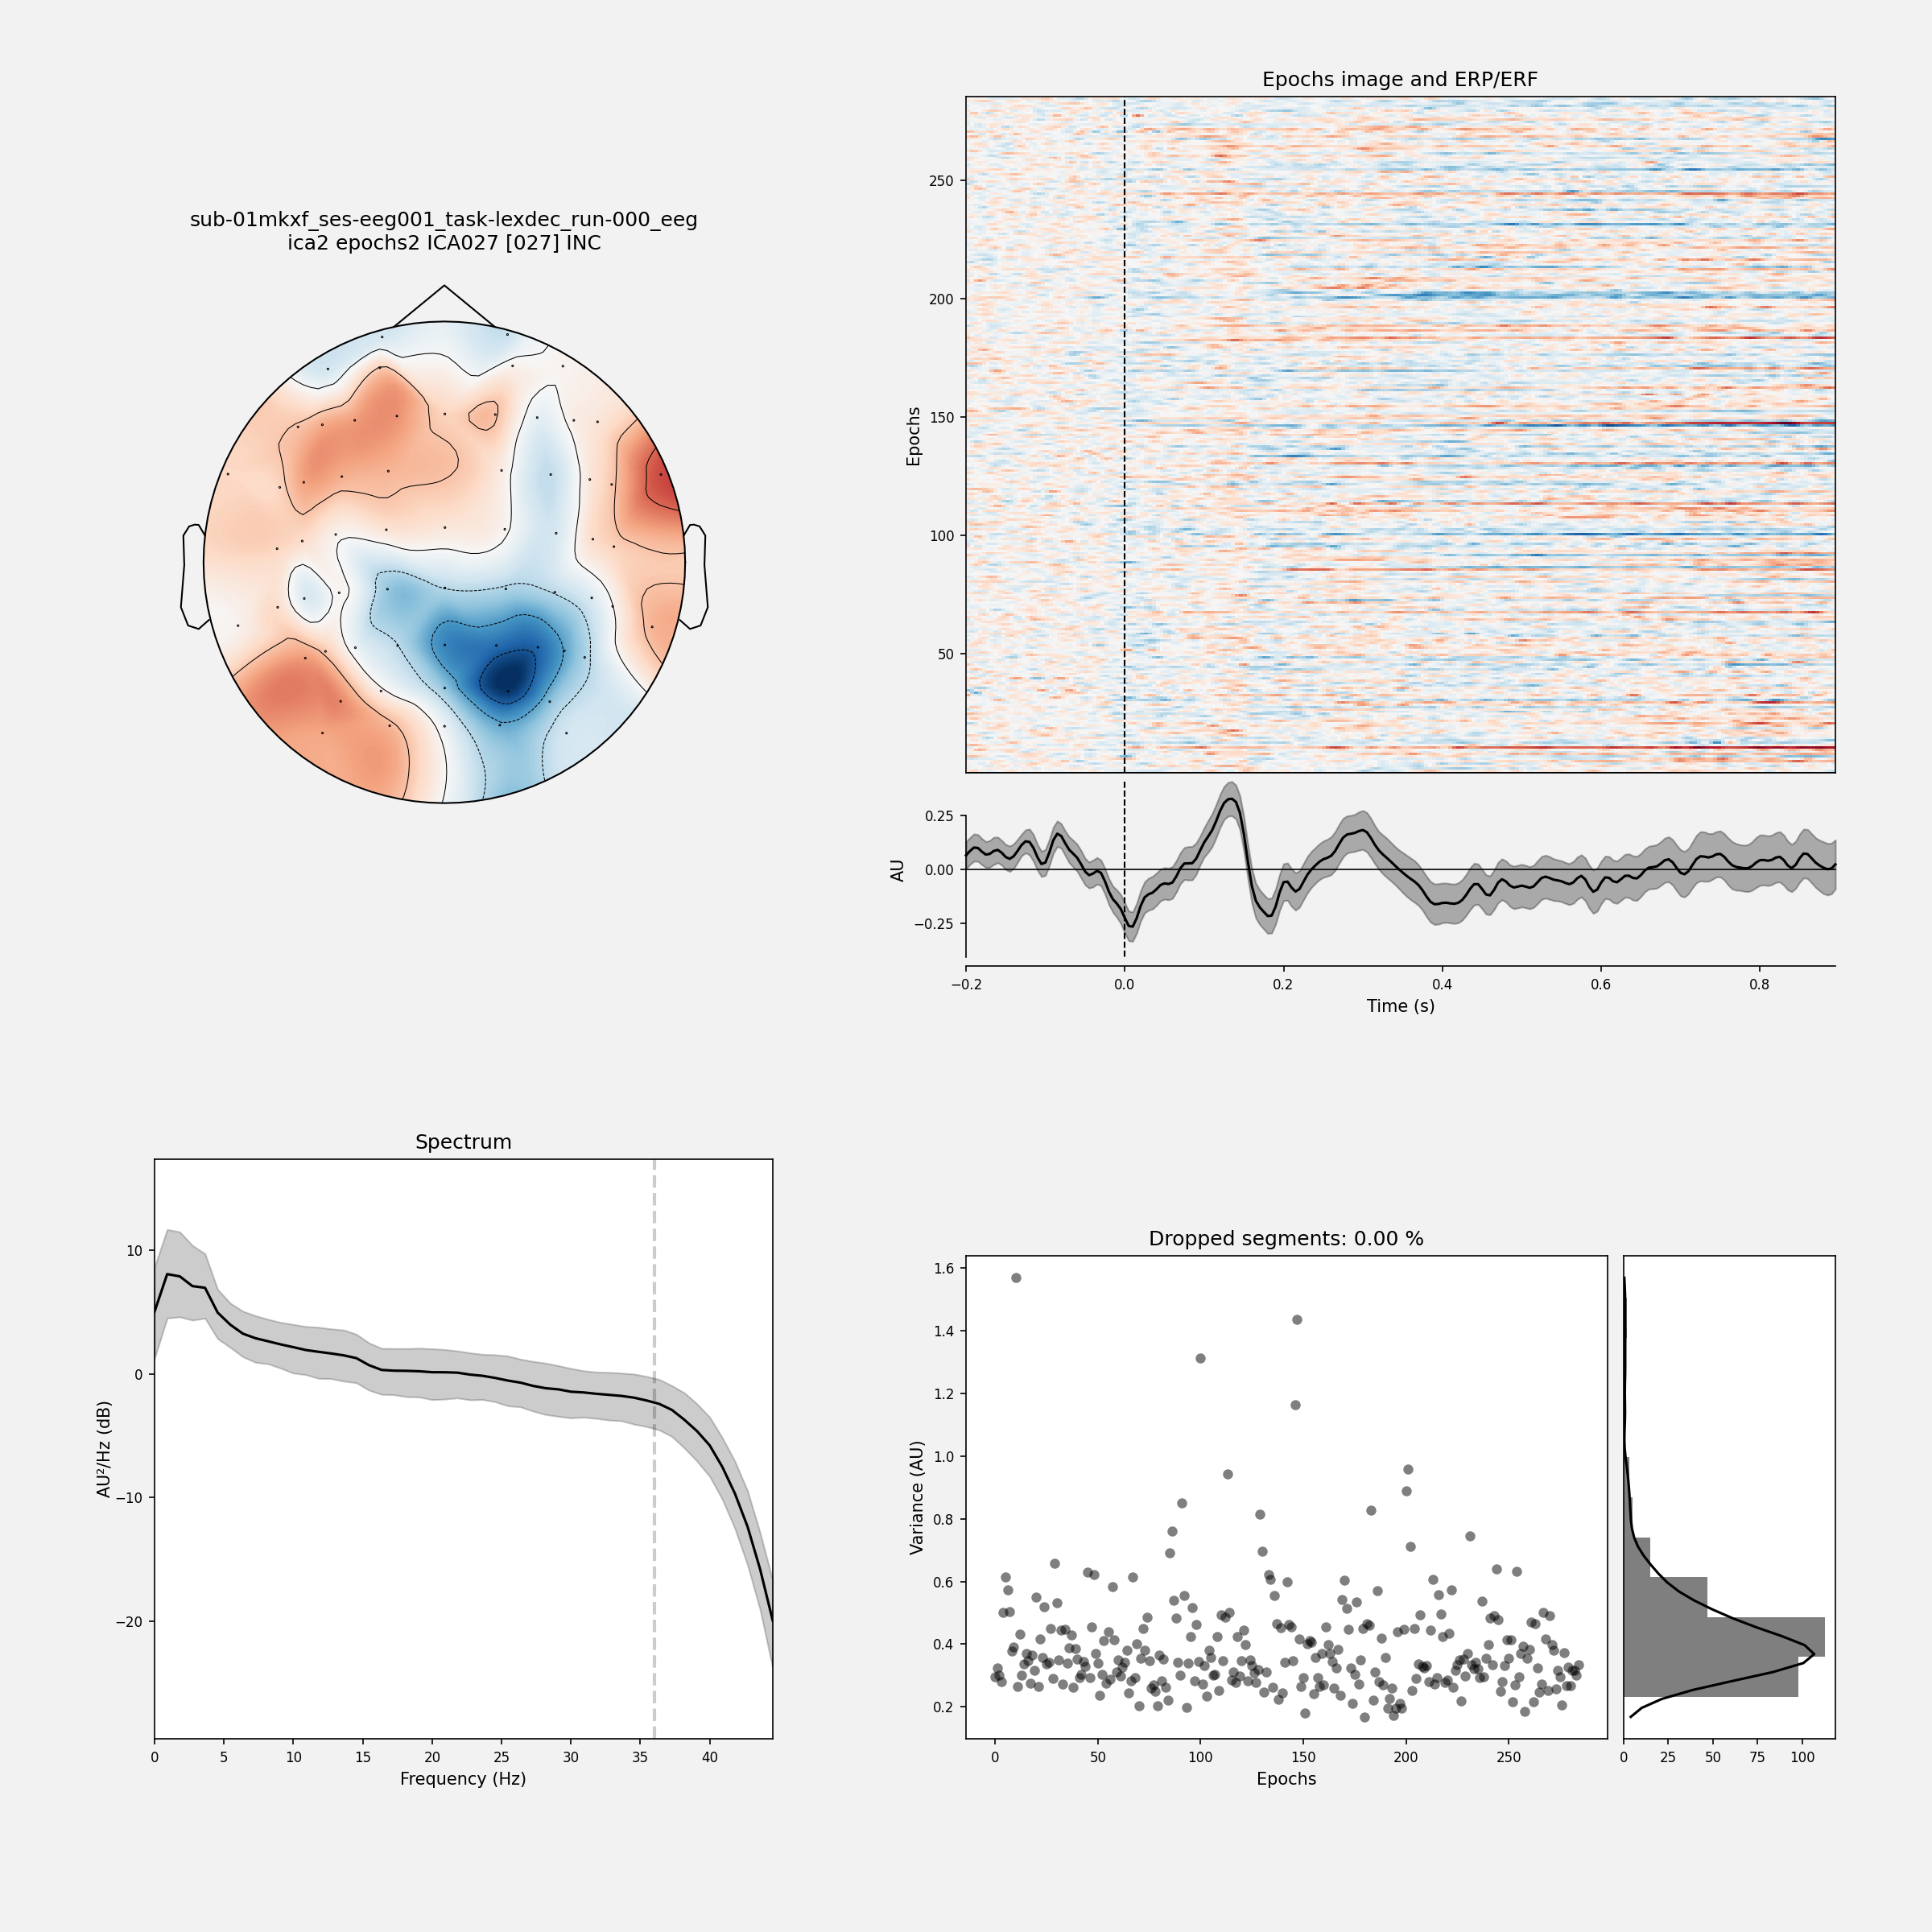 sub-01mkxf_ses-eeg001_task-lexdec_run-000_eeg
ica2 epochs2 ICA027 [027] INC
Epochs image and ERP/ERF
Epochs
250
200
150
100
50
AU
0.25
0.00
−0.25
−0.2 0.0 0.2 0.4 0.6 0.8
Time (s)
Spectrum
AU²/Hz (dB)
10
0
−10
−20
0 5 10 15 20 25 30 35 40
Frequency (Hz)
Dropped segments: 0.00 %
Variance (AU)
1.6
1.4
1.2
1.0
0.8
0.6
0.4
0.2
0 50 100 150 200 250
Epochs
0 25 50 75 100